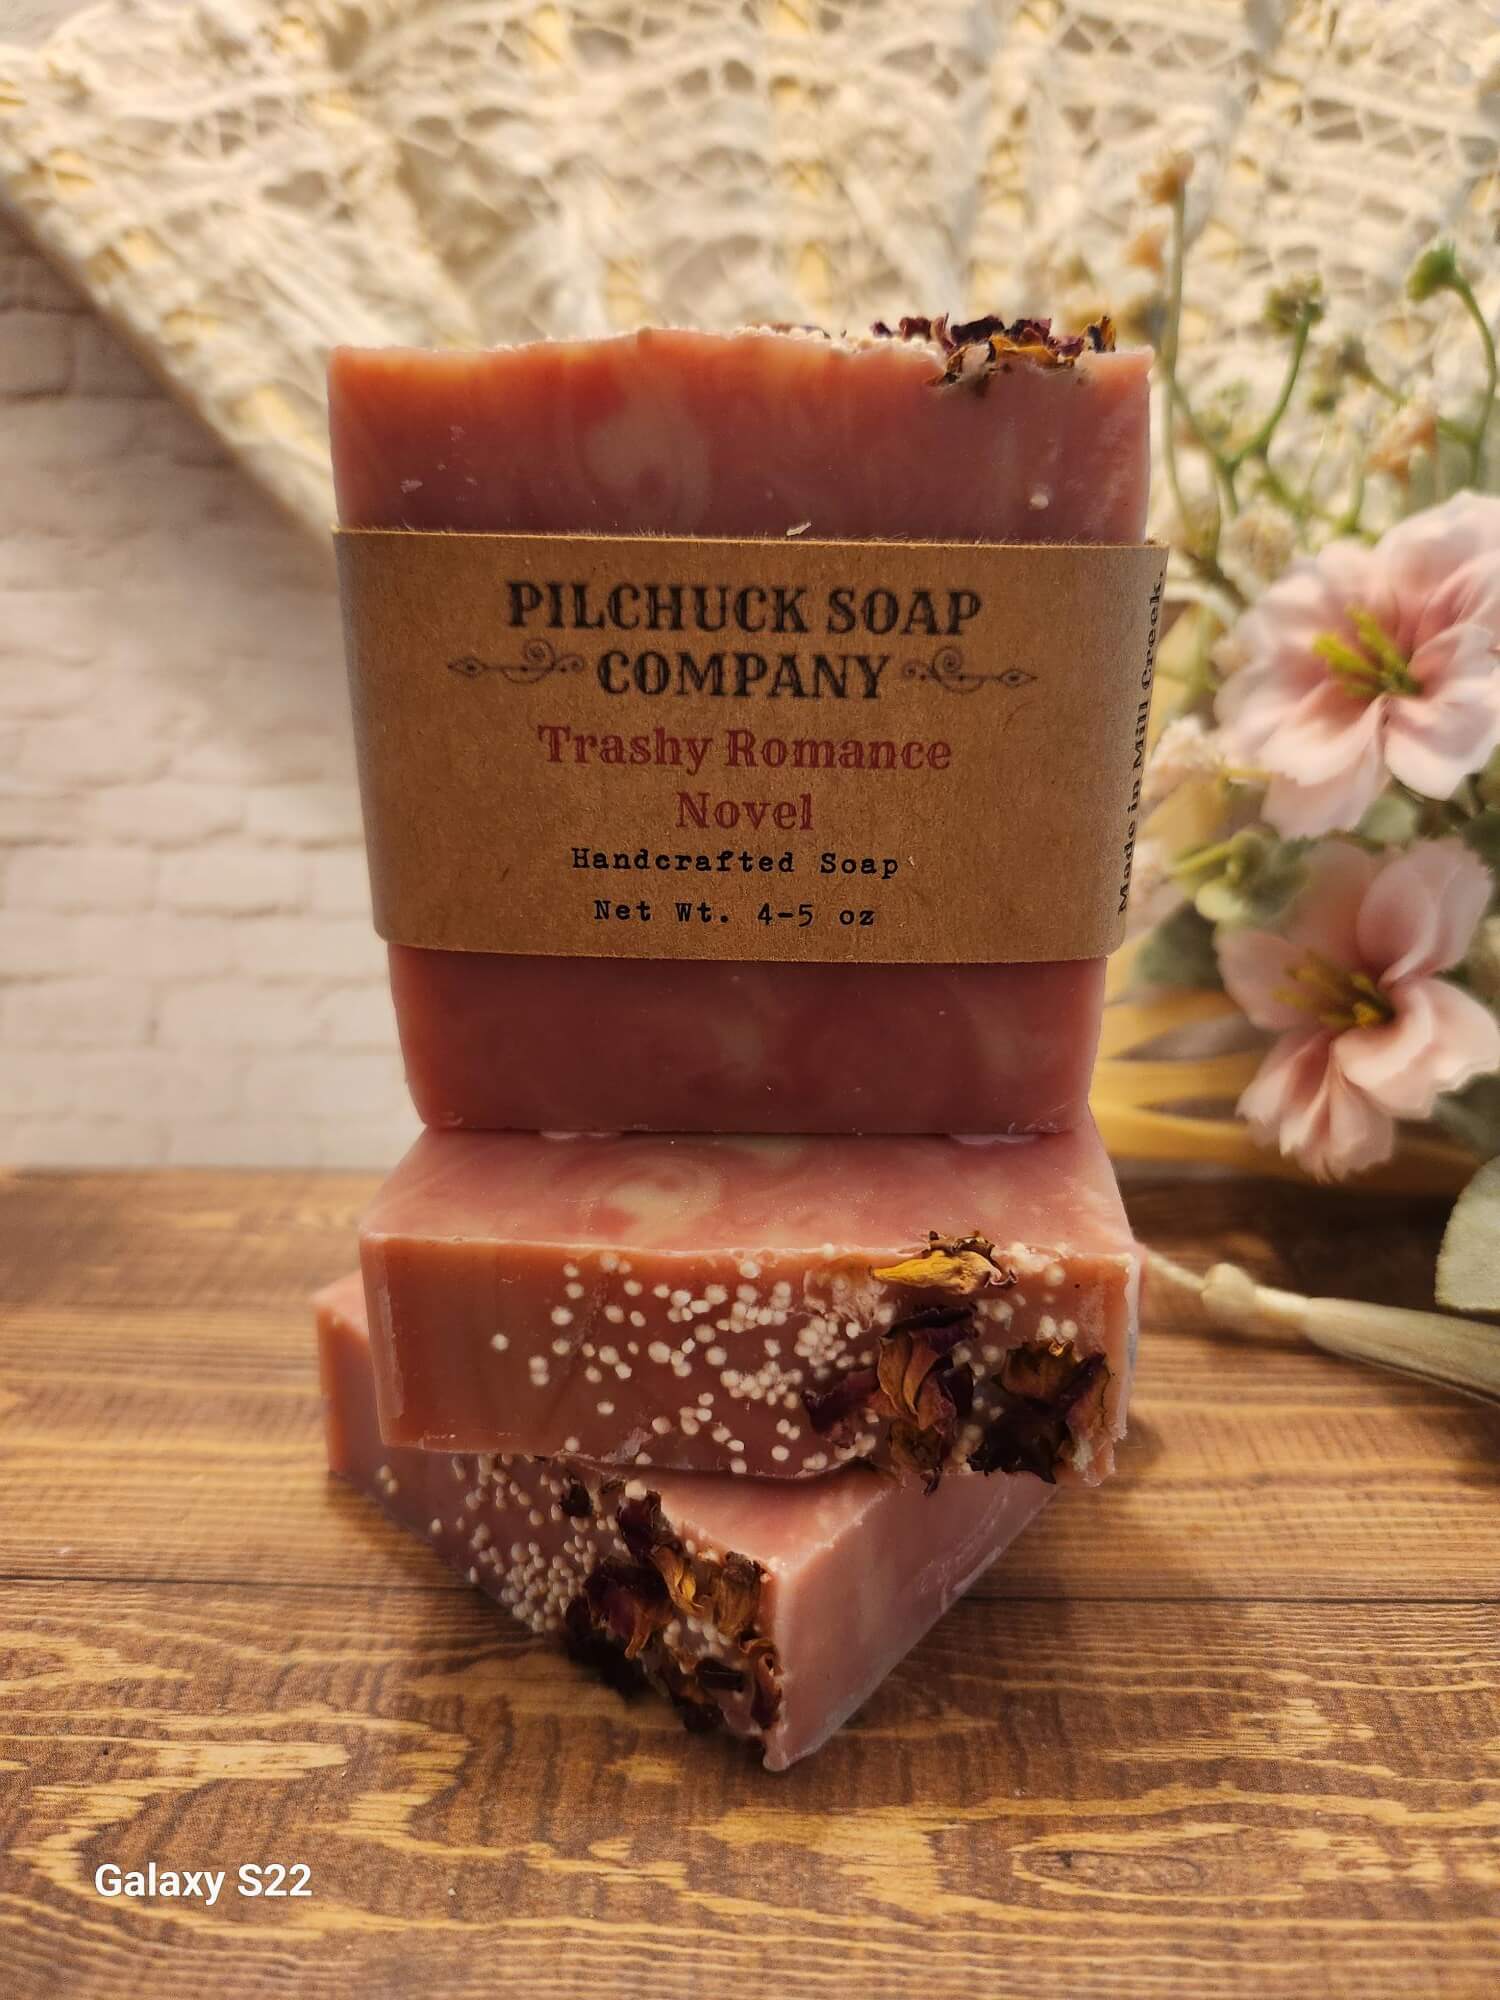 PILCHUCK SOAP
COMPANY
Trashy Romance
Novel
Handcrafted Soap
Net Wt. 4-5 oz
Made in Mill Creek,
Galaxy S22